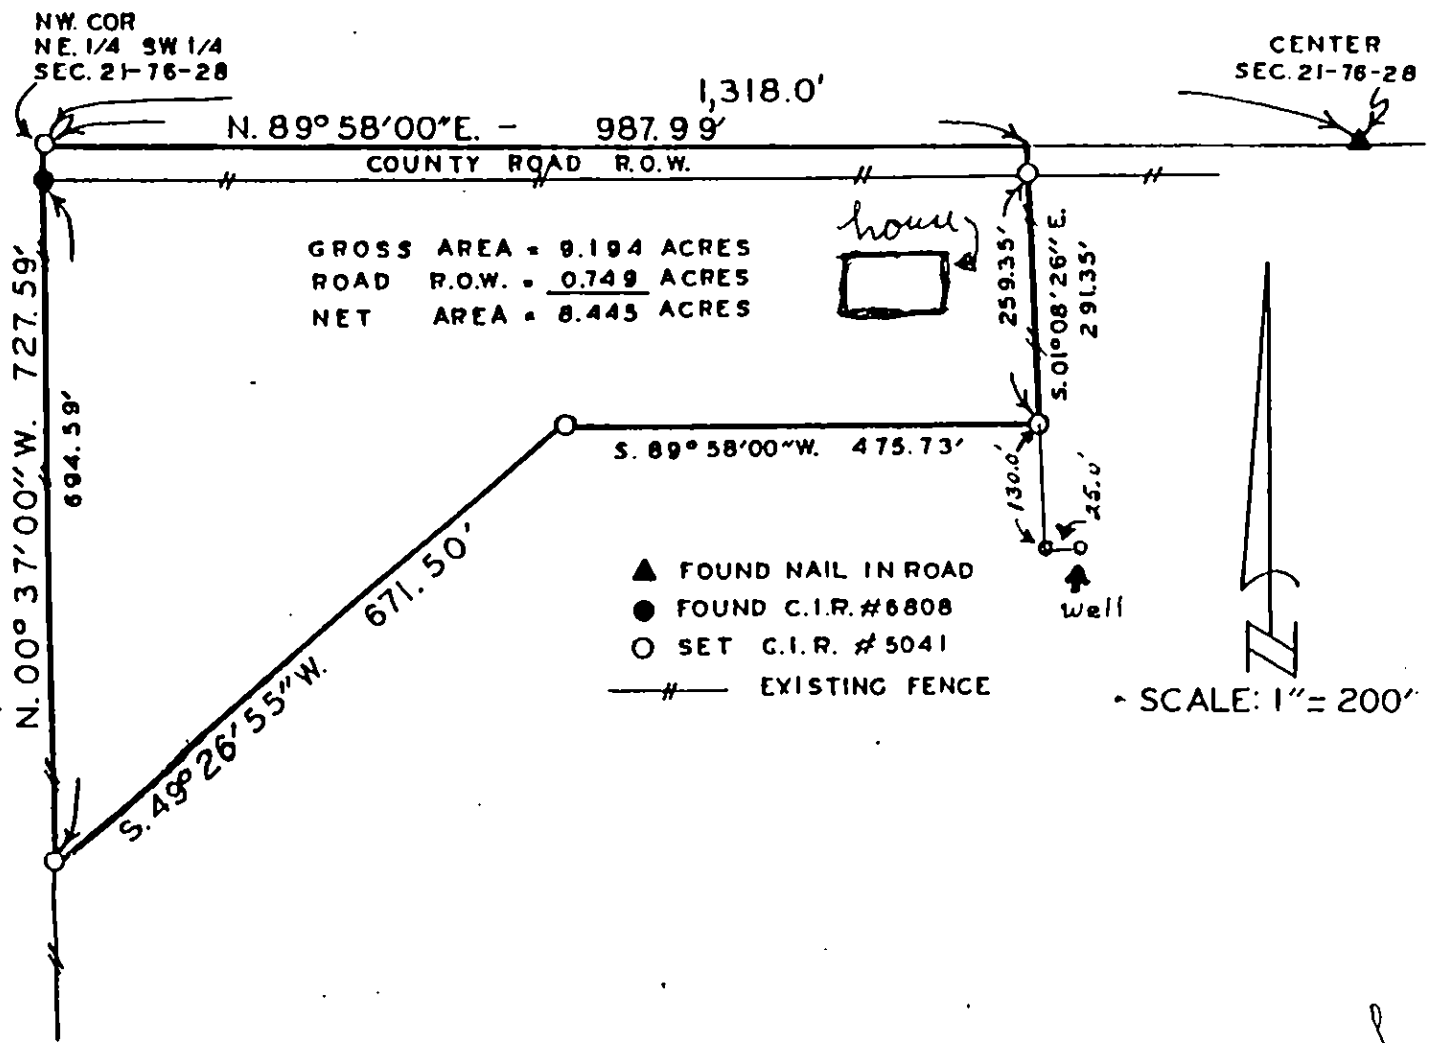 NW. COR
NE. 1/4 SW 1/4
SEC. 21-76-28
CENTER
SEC. 21-76-28
1,318.0'
N. 89° 58'00"E. - 987.99'
COUNTY ROAD R.O.W.
house
GROSS AREA = 9.194 ACRES
ROAD R.O.W. = 0.749 ACRES
NET AREA = 8.445 ACRES
N. 00° 37'00"W. 727.59'
694.59'
259.35'
S. 01°08'26"E.
291.35'
S. 89°58'00"W. 475.73'
130.0'
25.0'
well
S. 49°26'55"W. 671.50'
FOUND NAIL IN ROAD
FOUND C.I.R. #6808
SET C.I.R. #5041
EXISTING FENCE
N
SCALE: 1"= 200'